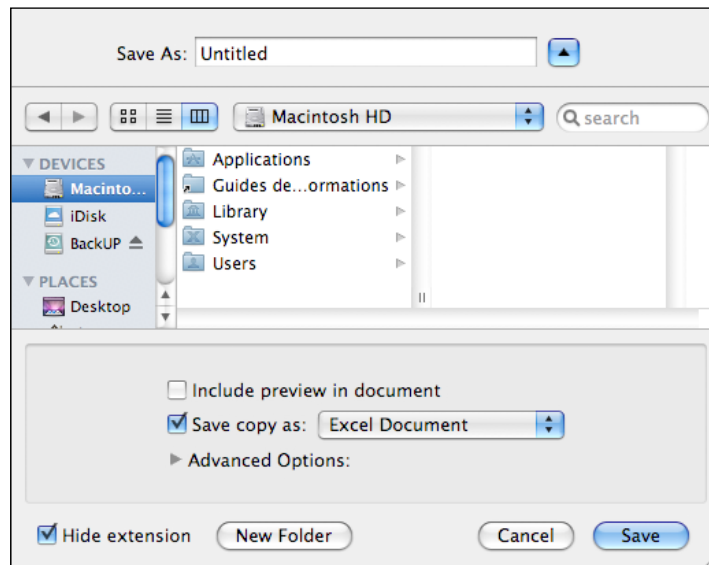 Save As: Untitled
Macintosh HD
search
DEVICES
Macinto...
iDisk
BackUP
PLACES
Desktop
Applications
Guides de...ormations
Library
System
Users
Include preview in document
Save copy as: Excel Document
Advanced Options:
Hide extension New Folder Cancel Save